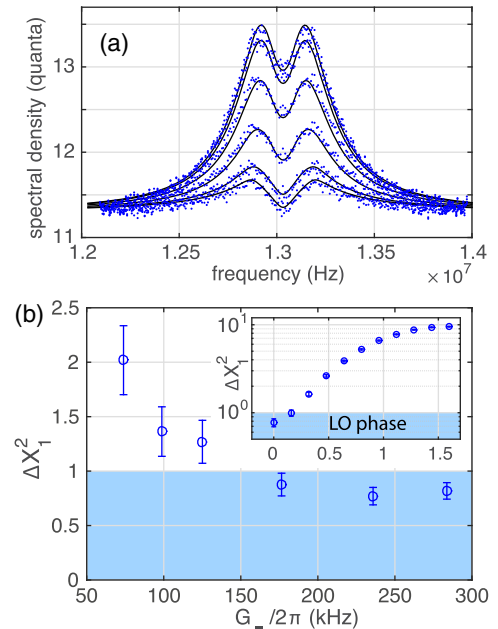 (a)
spectral density (quanta)
13
12
11
1.2 1.25 1.3 1.35 1.4
frequency (Hz)
× 10⁷
(b)
ΔX₁²
2.5
2
1.5
1
0.5
0
50 100 150 200 250 300
G₋/2π (kHz)
ΔX₁²
10¹
10⁰
LO phase
0 0.5 1 1.5